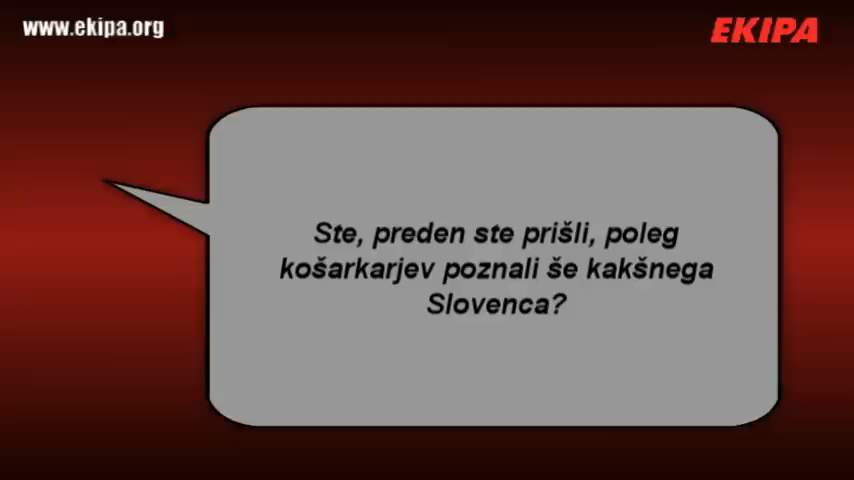 www.ekipa.org
EKIPA
Ste, preden ste prišli, poleg
košarkarjev poznali še kakšnega
Slovenca?